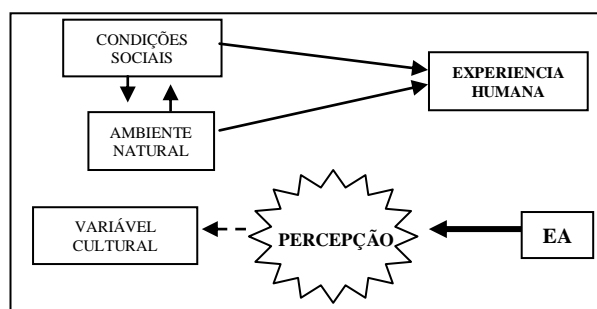 CONDIÇÕES
SOCIAIS
EXPERIENCIA
HUMANA
AMBIENTE
NATURAL
VARIÁVEL
CULTURAL
PERCEPÇÃO
EA